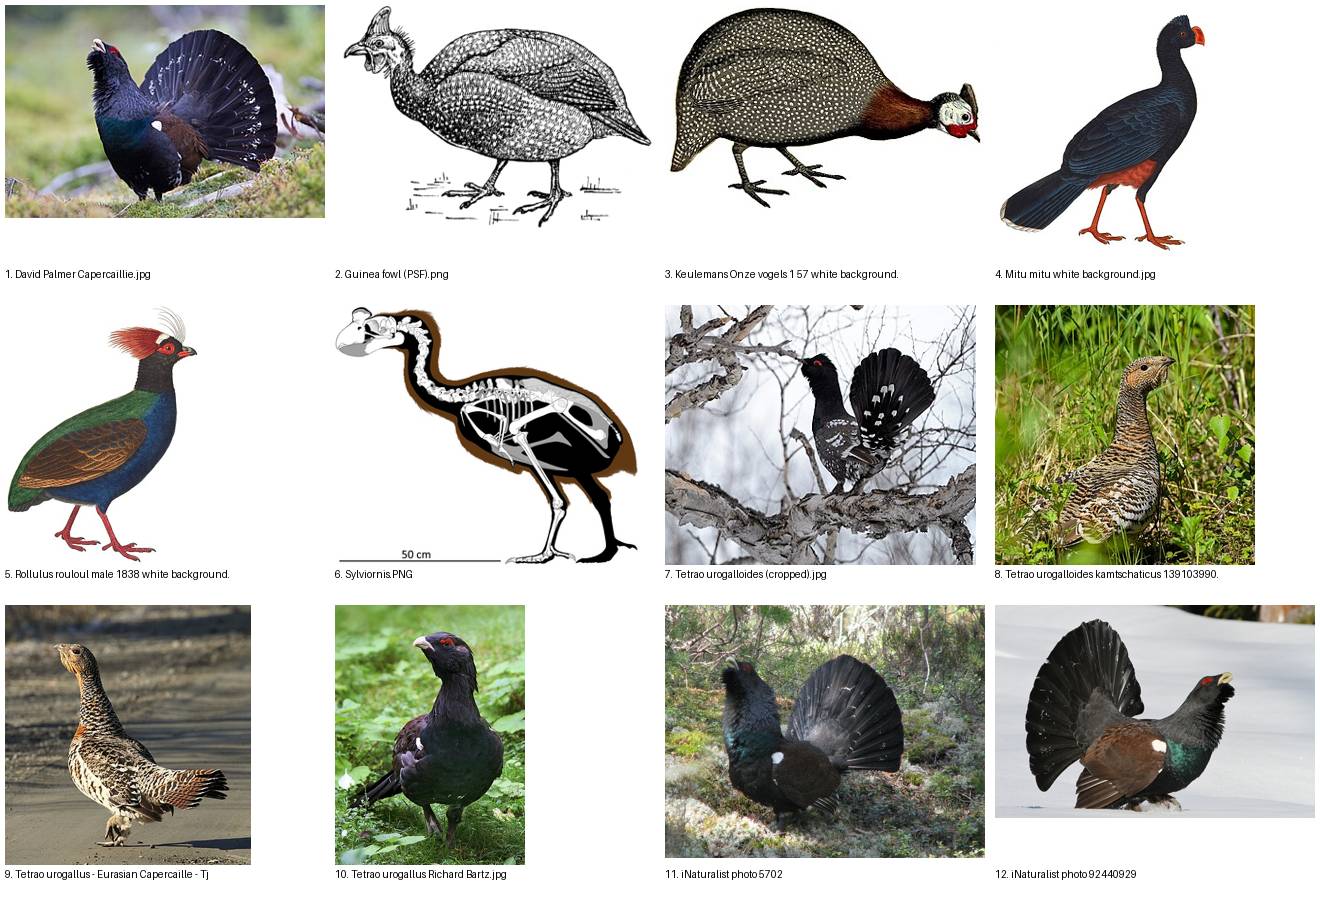 1. David Palmer Capercaillie.jpg
2. Guinea fowl (PSF).png
3. Keulemans Onze vogels 1 57 white background.
4. Mitu mitu white background.jpg
50 cm
5. Rollulus rouloul male 1838 white background.
6. Sylviornis.PNG
7. Tetrao urogalloides (cropped).jpg
8. Tetrao urogalloides kamtschaticus 139103990.
9. Tetrao urogallus - Eurasian Capercaille - Tj
10. Tetrao urogallus Richard Bartz.jpg
11. iNaturalist photo 5702
12. iNaturalist photo 92440929